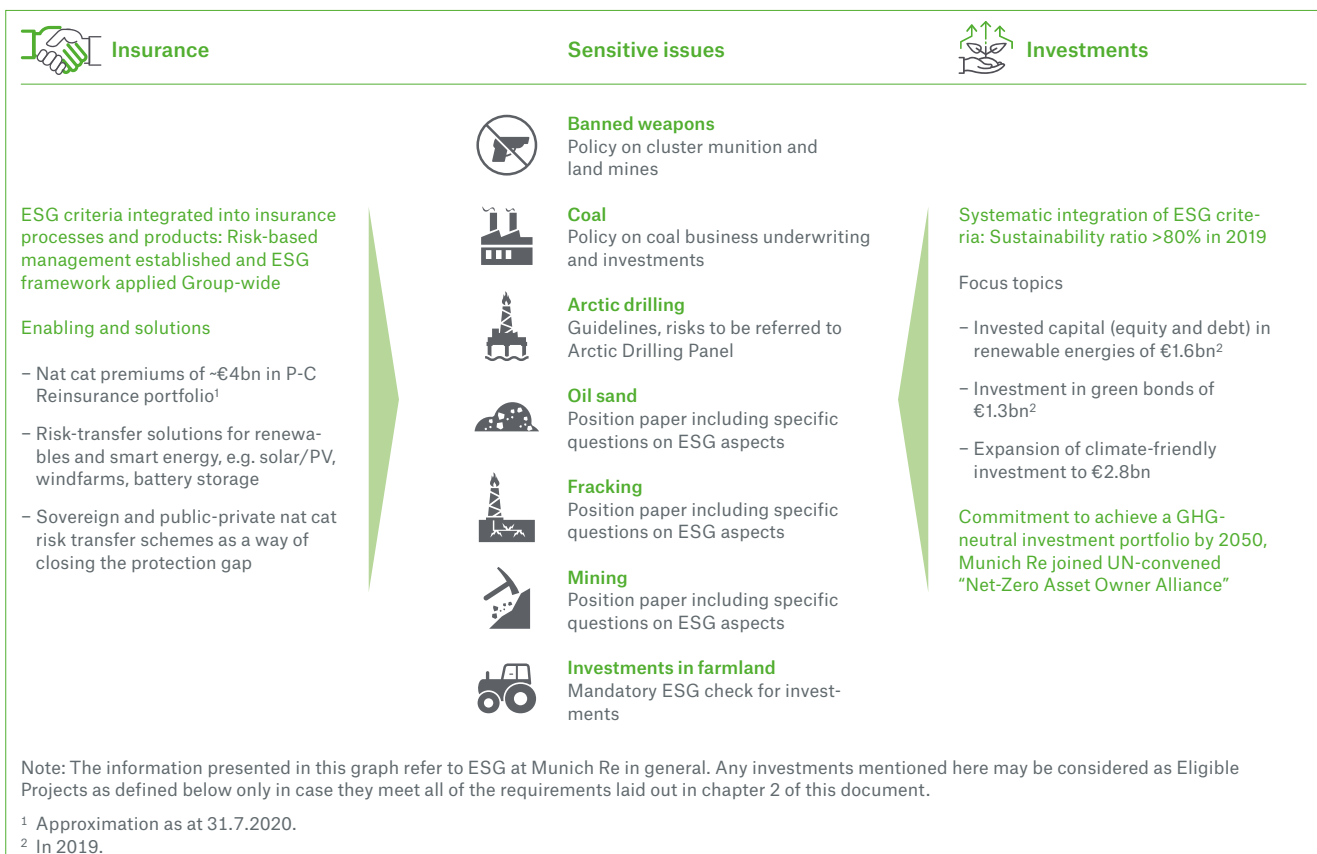 Insurance
Sensitive issues
Investments
ESG criteria integrated into insurance
processes and products: Risk-based
management established and ESG
framework applied Group-wide
Enabling and solutions
– Nat cat premiums of ~€4bn in P-C
Reinsurance portfolio¹
– Risk-transfer solutions for renewa-
bles and smart energy, e.g. solar/PV,
windfarms, battery storage
– Sovereign and public-private nat cat
risk transfer schemes as a way of
closing the protection gap
Banned weapons
Policy on cluster munition and
land mines
Coal
Policy on coal business underwriting
and investments
Arctic drilling
Guidelines, risks to be referred to
Arctic Drilling Panel
Oil sand
Position paper including specific
questions on ESG aspects
Fracking
Position paper including specific
questions on ESG aspects
Mining
Position paper including specific
questions on ESG aspects
Investments in farmland
Mandatory ESG check for invest-
ments
Systematic integration of ESG crite-
ria: Sustainability ratio >80% in 2019
Focus topics
– Invested capital (equity and debt) in
renewable energies of €1.6bn²
– Investment in green bonds of
€1.3bn²
– Expansion of climate-friendly
investment to €2.8bn
Commitment to achieve a GHG-
neutral investment portfolio by 2050,
Munich Re joined UN-convened
“Net-Zero Asset Owner Alliance”
Note: The information presented in this graph refer to ESG at Munich Re in general. Any investments mentioned here may be considered as Eligible
Projects as defined below only in case they meet all of the requirements laid out in chapter 2 of this document.
¹ Approximation as at 31.7.2020.
² In 2019.